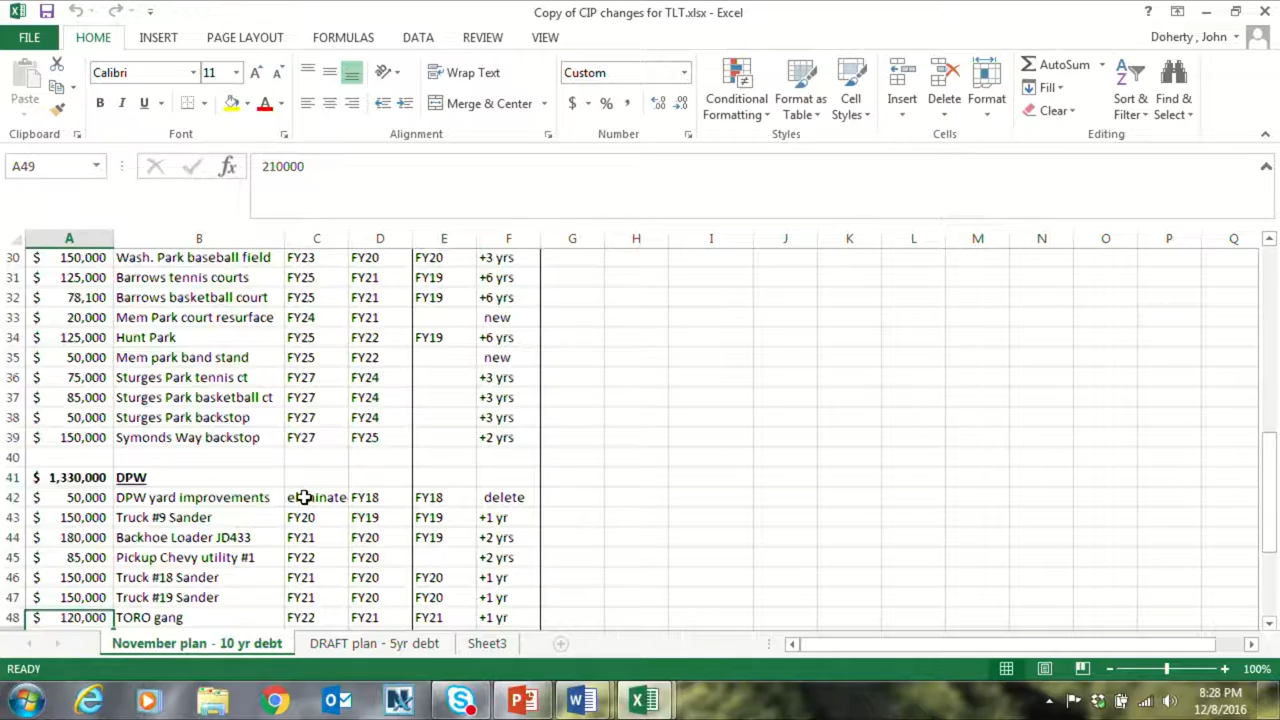 Copy of CIP changes for TLT.xlsx - Excel
?
FILE HOME INSERT PAGE LAYOUT FORMULAS DATA REVIEW VIEW
Doherty , John
Paste
Calibri 11
B I U
Wrap Text
Merge & Center
Custom
$ % ,
Conditional Formatting
Format as Table
Cell Styles
Insert
Delete
Format
AutoSum
Fill
Clear
Sort & Filter
Find & Select
Clipboard Font Alignment Number Styles Cells Editing
A49 fx 210000
A B C D E F G H I J K L M N O P Q
30 $ 150,000 Wash. Park baseball field FY23 FY20 FY20 +3 yrs
31 $ 125,000 Barrows tennis courts FY25 FY21 FY21 +6 yrs
32 $ 78,100 Barrows basketball court FY25 FY21 FY19 +6 yrs
33 $ 20,000 Mem Park court resurface FY24 FY21 new
34 $ 125,000 Hunt Park FY25 FY22 FY19 +6 yrs
35 $ 50,000 Mem park band stand FY25 FY22 new
36 $ 75,000 Sturges Park tennis ct FY27 FY24 +3 yrs
37 $ 85,000 Sturges Park basketball ct FY27 FY24 +3 yrs
38 $ 50,000 Sturges Park backstop FY27 FY24 +3 yrs
39 $ 150,000 Symonds Way backstop FY27 FY25 +2 yrs
40
41 $ 1,330,000 DPW
42 $ 50,000 DPW yard improvements FY18 FY18 delete
43 $ 150,000 Truck #9 Sander FY20 FY19 FY19 +1 yr
44 $ 180,000 Backhoe Loader JD433 FY21 FY20 FY19 +2 yrs
45 $ 85,000 Pickup Chevy utility #1 FY22 FY20 +2 yrs
46 $ 150,000 Truck #18 Sander FY21 FY20 FY20 +1 yr
47 $ 150,000 Truck #19 Sander FY21 FY20 FY20 +1 yr
48 $ 120,000 TORO gang FY22 FY21 FY21 +1 yr
November plan - 10 yr debt DRAFT plan - 5yr debt Sheet3
READY 100%
8:28 PM
12/8/2016